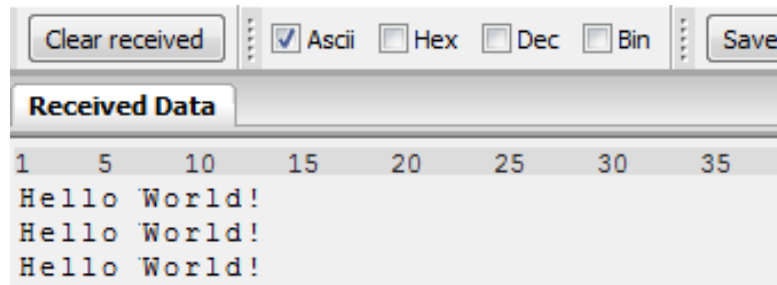 Clear received Ascii Hex Dec Bin Save
Received Data
1 5 10 15 20 25 30 35
Hello World!
Hello World!
Hello World!